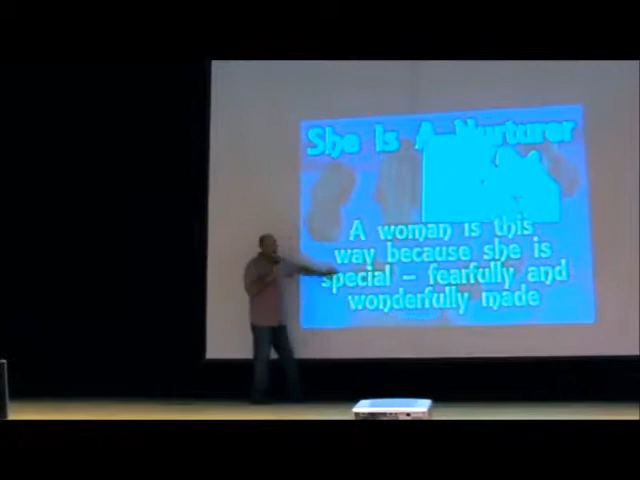 She Is A Nurturer
A woman is this
way because she is
special – fearfully and
wonderfully made